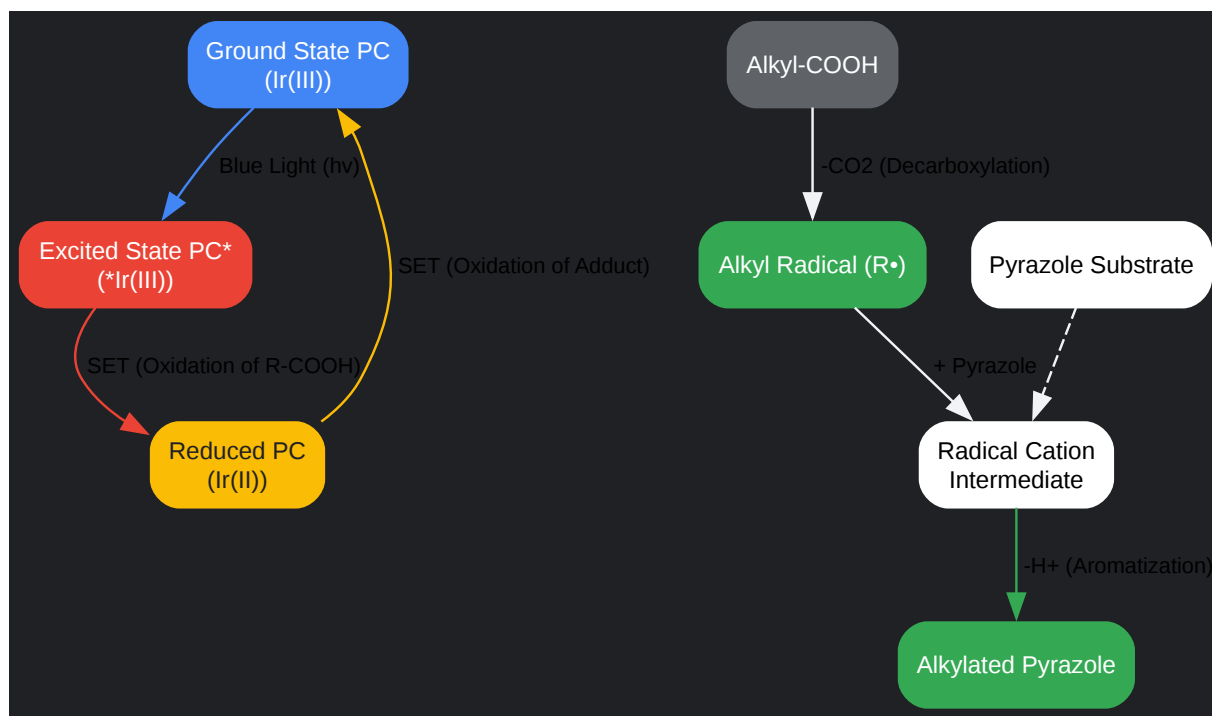 Ground State PC
(Ir(III))
Alkyl-COOH
Blue Light (hv)
-CO2 (Decarboxylation)
Excited State PC*
(*Ir(III))
SET (Oxidation of Adduct)
Alkyl Radical (R•)
Pyrazole Substrate
SET (Oxidation of R-COOH)
+ Pyrazole
Reduced PC
(Ir(II))
Radical Cation
Intermediate
-H+ (Aromatization)
Alkylated Pyrazole